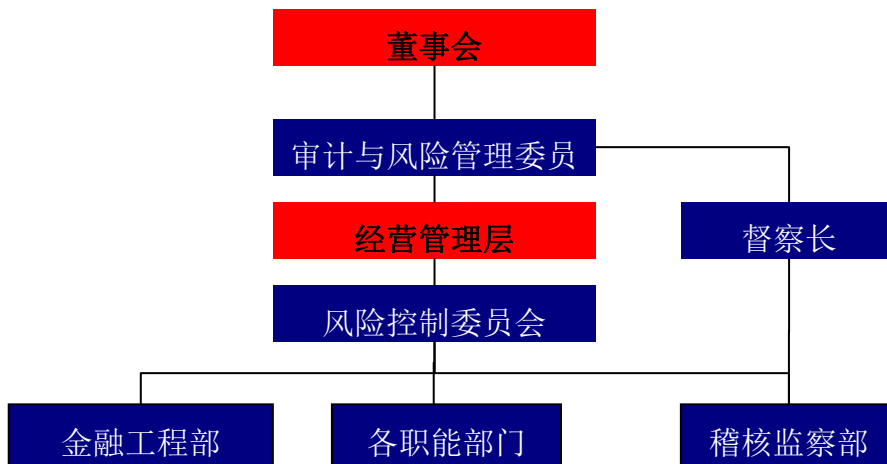 董事会
审计与风险管理委员
经营管理层
督察长
风险控制委员会
金融工程部
各职能部门
稽核监察部